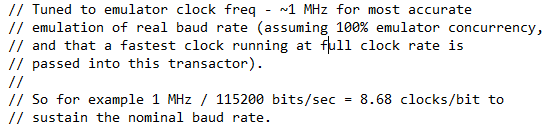 // Tuned to emulator clock freq - ~1 MHz for most accurate
// emulation of real baud rate (assuming 100% emulator concurrency,
// and that a fastest clock running at full clock rate is
// passed into this transactor).
//
// So for example 1 MHz / 115200 bits/sec = 8.68 clocks/bit to
// sustain the nominal baud rate.